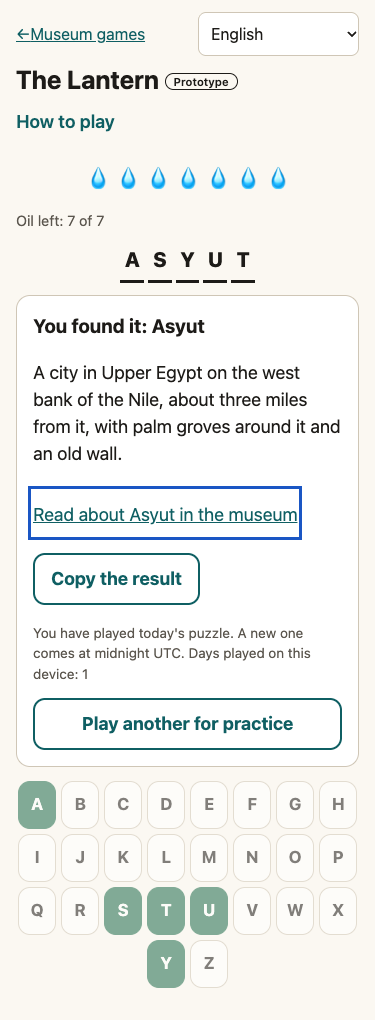 ←Museum games
English
The Lantern Prototype
How to play
Oil left: 7 of 7
A S Y U T
You found it: Asyut
A city in Upper Egypt on the west
bank of the Nile, about three miles
from it, with palm groves around it and
an old wall.
Read about Asyut in the museum
Copy the result
You have played today's puzzle. A new one
comes at midnight UTC. Days played on this
device: 1
Play another for practice
A B C D E F G H
I J K L M N O P
Q R S T U V W X
Y Z